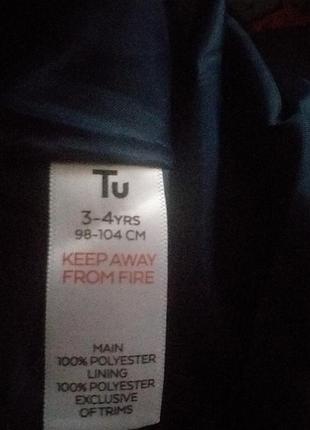 Tu
3-4YRS
98-104 CM
KEEP AWAY
FROM FIRE
MAIN
100% POLYESTER
LINING
100% POLYESTER
EXCLUSIVE
OF TRIMS